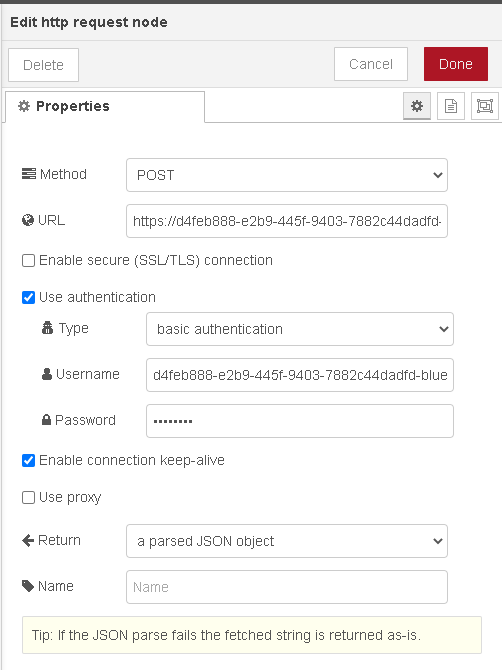 Edit http request node
Delete
Cancel
Done
Properties
Method
POST
URL
https://d4feb888-e2b9-445f-9403-7882c44dadfd-
Enable secure (SSL/TLS) connection
Use authentication
Type
basic authentication
Username
d4feb888-e2b9-445f-9403-7882c44dadfd-blue
Password
••••••••
Enable connection keep-alive
Use proxy
Return
a parsed JSON object
Name
Name
Tip: If the JSON parse fails the fetched string is returned as-is.